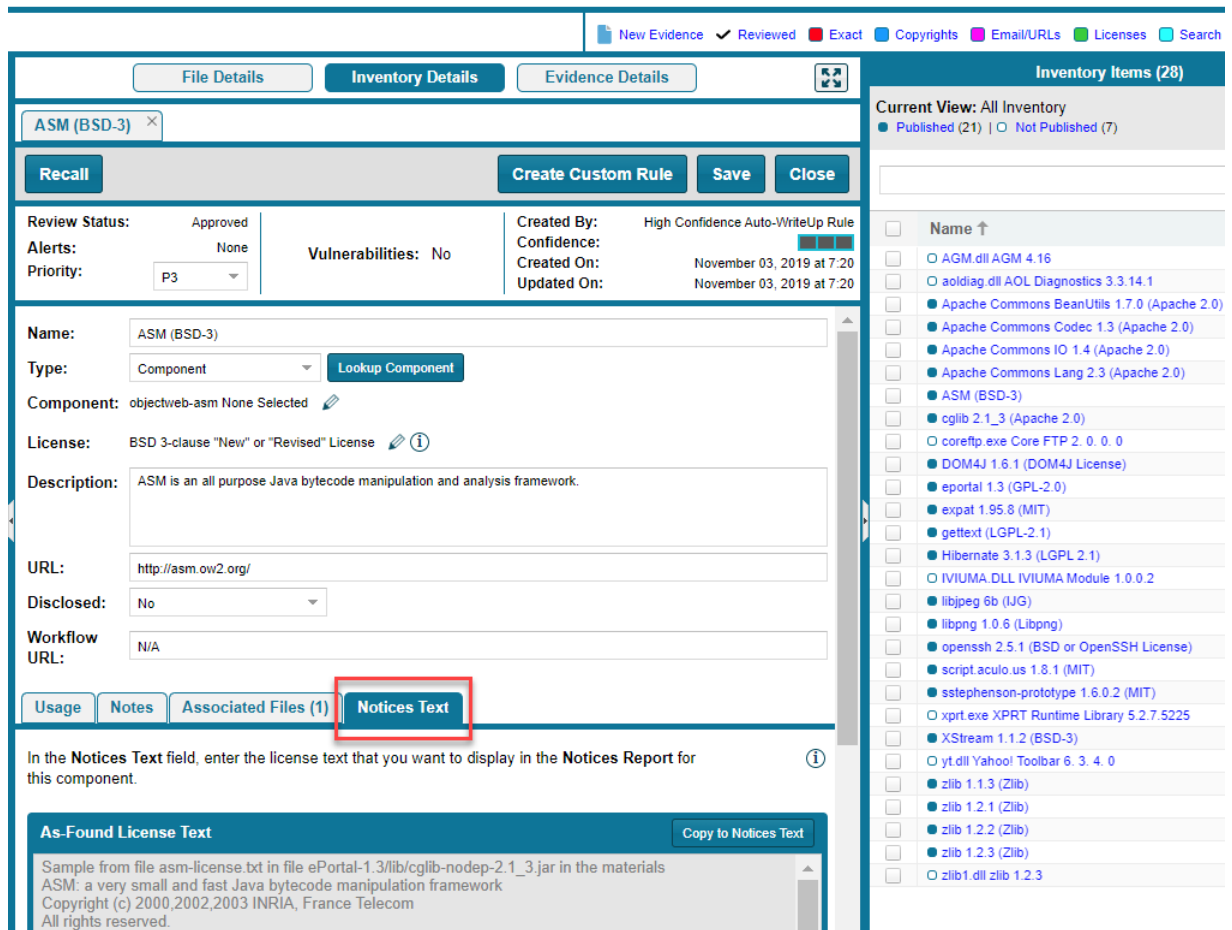 New Evidence Reviewed Exact Copyrights Email/URLs Licenses Search
File Details Inventory Details Evidence Details
ASM (BSD-3)
Recall Create Custom Rule Save Close
Review Status: Approved
Alerts: None
Priority: P3
Vulnerabilities: No
Created By: High Confidence Auto-WriteUp Rule
Confidence:
Created On: November 03, 2019 at 7:20
Updated On: November 03, 2019 at 7:20
Name: ASM (BSD-3)
Type: Component Lookup Component
Component: objectweb-asm None Selected
License: BSD 3-clause "New" or "Revised" License
Description: ASM is an all purpose Java bytecode manipulation and analysis framework.
URL: http://asm.ow2.org/
Disclosed: No
Workflow
URL: N/A
Usage Notes Associated Files (1) Notices Text
In the Notices Text field, enter the license text that you want to display in the Notices Report for
this component.
As-Found License Text Copy to Notices Text
Sample from file asm-license.txt in file ePortal-1.3/lib/cglib-nodep-2.1_3.jar in the materials
ASM: a very small and fast Java bytecode manipulation framework
Copyright (c) 2000,2002,2003 INRIA, France Telecom
All rights reserved.
Inventory Items (28)
Current View: All Inventory
Published (21) | Not Published (7)
Name ↑
AGM.dll AGM 4.16
aoldiag.dll AOL Diagnostics 3.3.14.1
Apache Commons BeanUtils 1.7.0 (Apache 2.0)
Apache Commons Codec 1.3 (Apache 2.0)
Apache Commons IO 1.4 (Apache 2.0)
Apache Commons Lang 2.3 (Apache 2.0)
ASM (BSD-3)
cglib 2.1_3 (Apache 2.0)
coreftp.exe Core FTP 2. 0. 0. 0
DOM4J 1.6.1 (DOM4J License)
eportal 1.3 (GPL-2.0)
expat 1.95.8 (MIT)
gettext (LGPL-2.1)
Hibernate 3.1.3 (LGPL 2.1)
IVIUMA.DLL IVIUMA Module 1.0.0.2
libjpeg 6b (IJG)
libpng 1.0.6 (Libpng)
openssh 2.5.1 (BSD or OpenSSH License)
script.aculo.us 1.8.1 (MIT)
sstephenson-prototype 1.6.0.2 (MIT)
xprt.exe XPRT Runtime Library 5.2.7.5225
XStream 1.1.2 (BSD-3)
yt.dll Yahoo! Toolbar 6. 3. 4. 0
zlib 1.1.3 (Zlib)
zlib 1.2.1 (Zlib)
zlib 1.2.2 (Zlib)
zlib 1.2.3 (Zlib)
zlib1.dll zlib 1.2.3